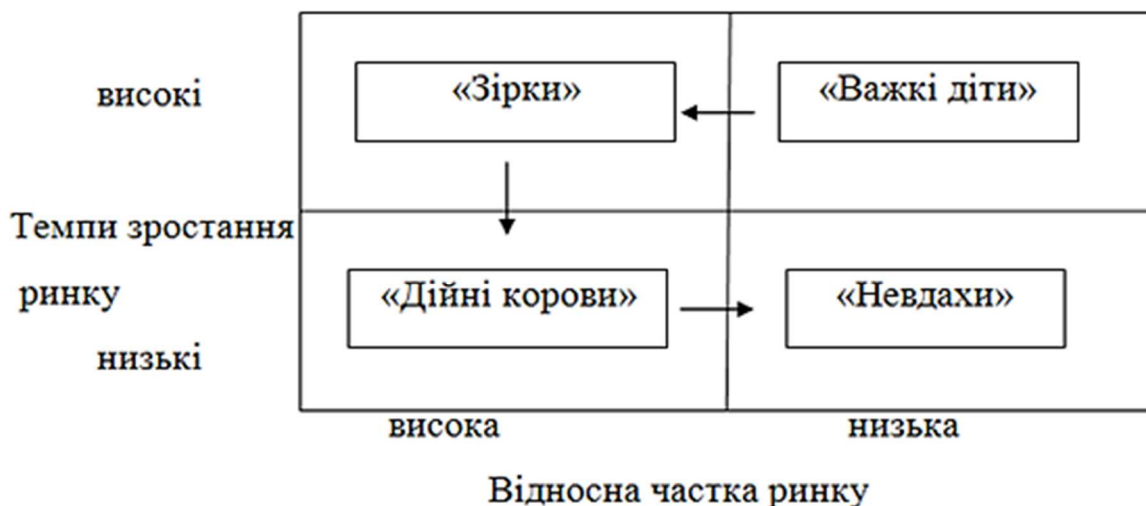 високі
«Зірки»
«Важкі діти»
Темпи зростання
ринку
«Дійні корови»
«Невдахи»
низькі
висока
низька
Відносна частка ринку